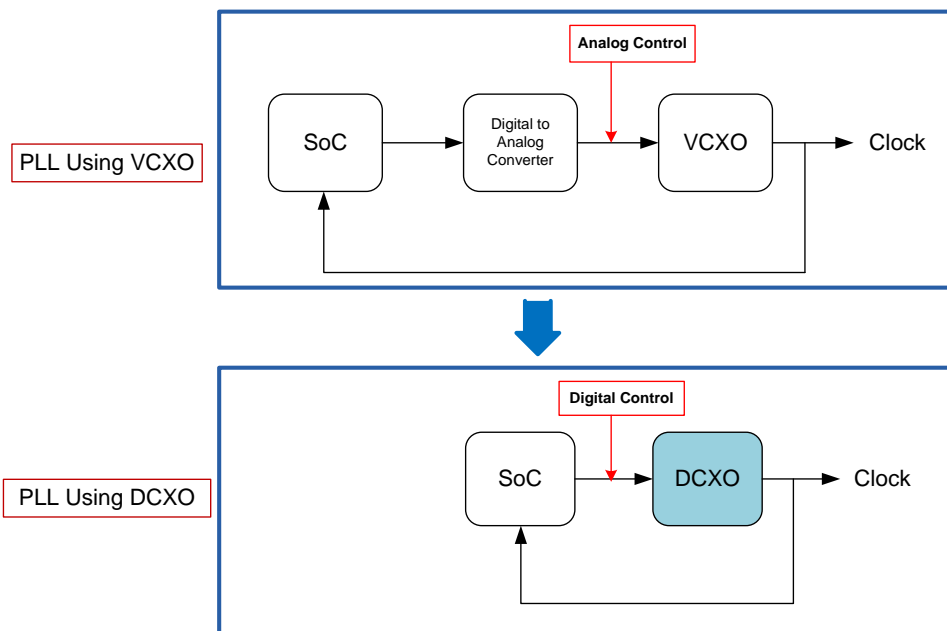 Analog Control
PLL Using VCXO
SoC
Digital to
Analog
Converter
VCXO
Clock
Digital Control
PLL Using DCXO
SoC
DCXO
Clock